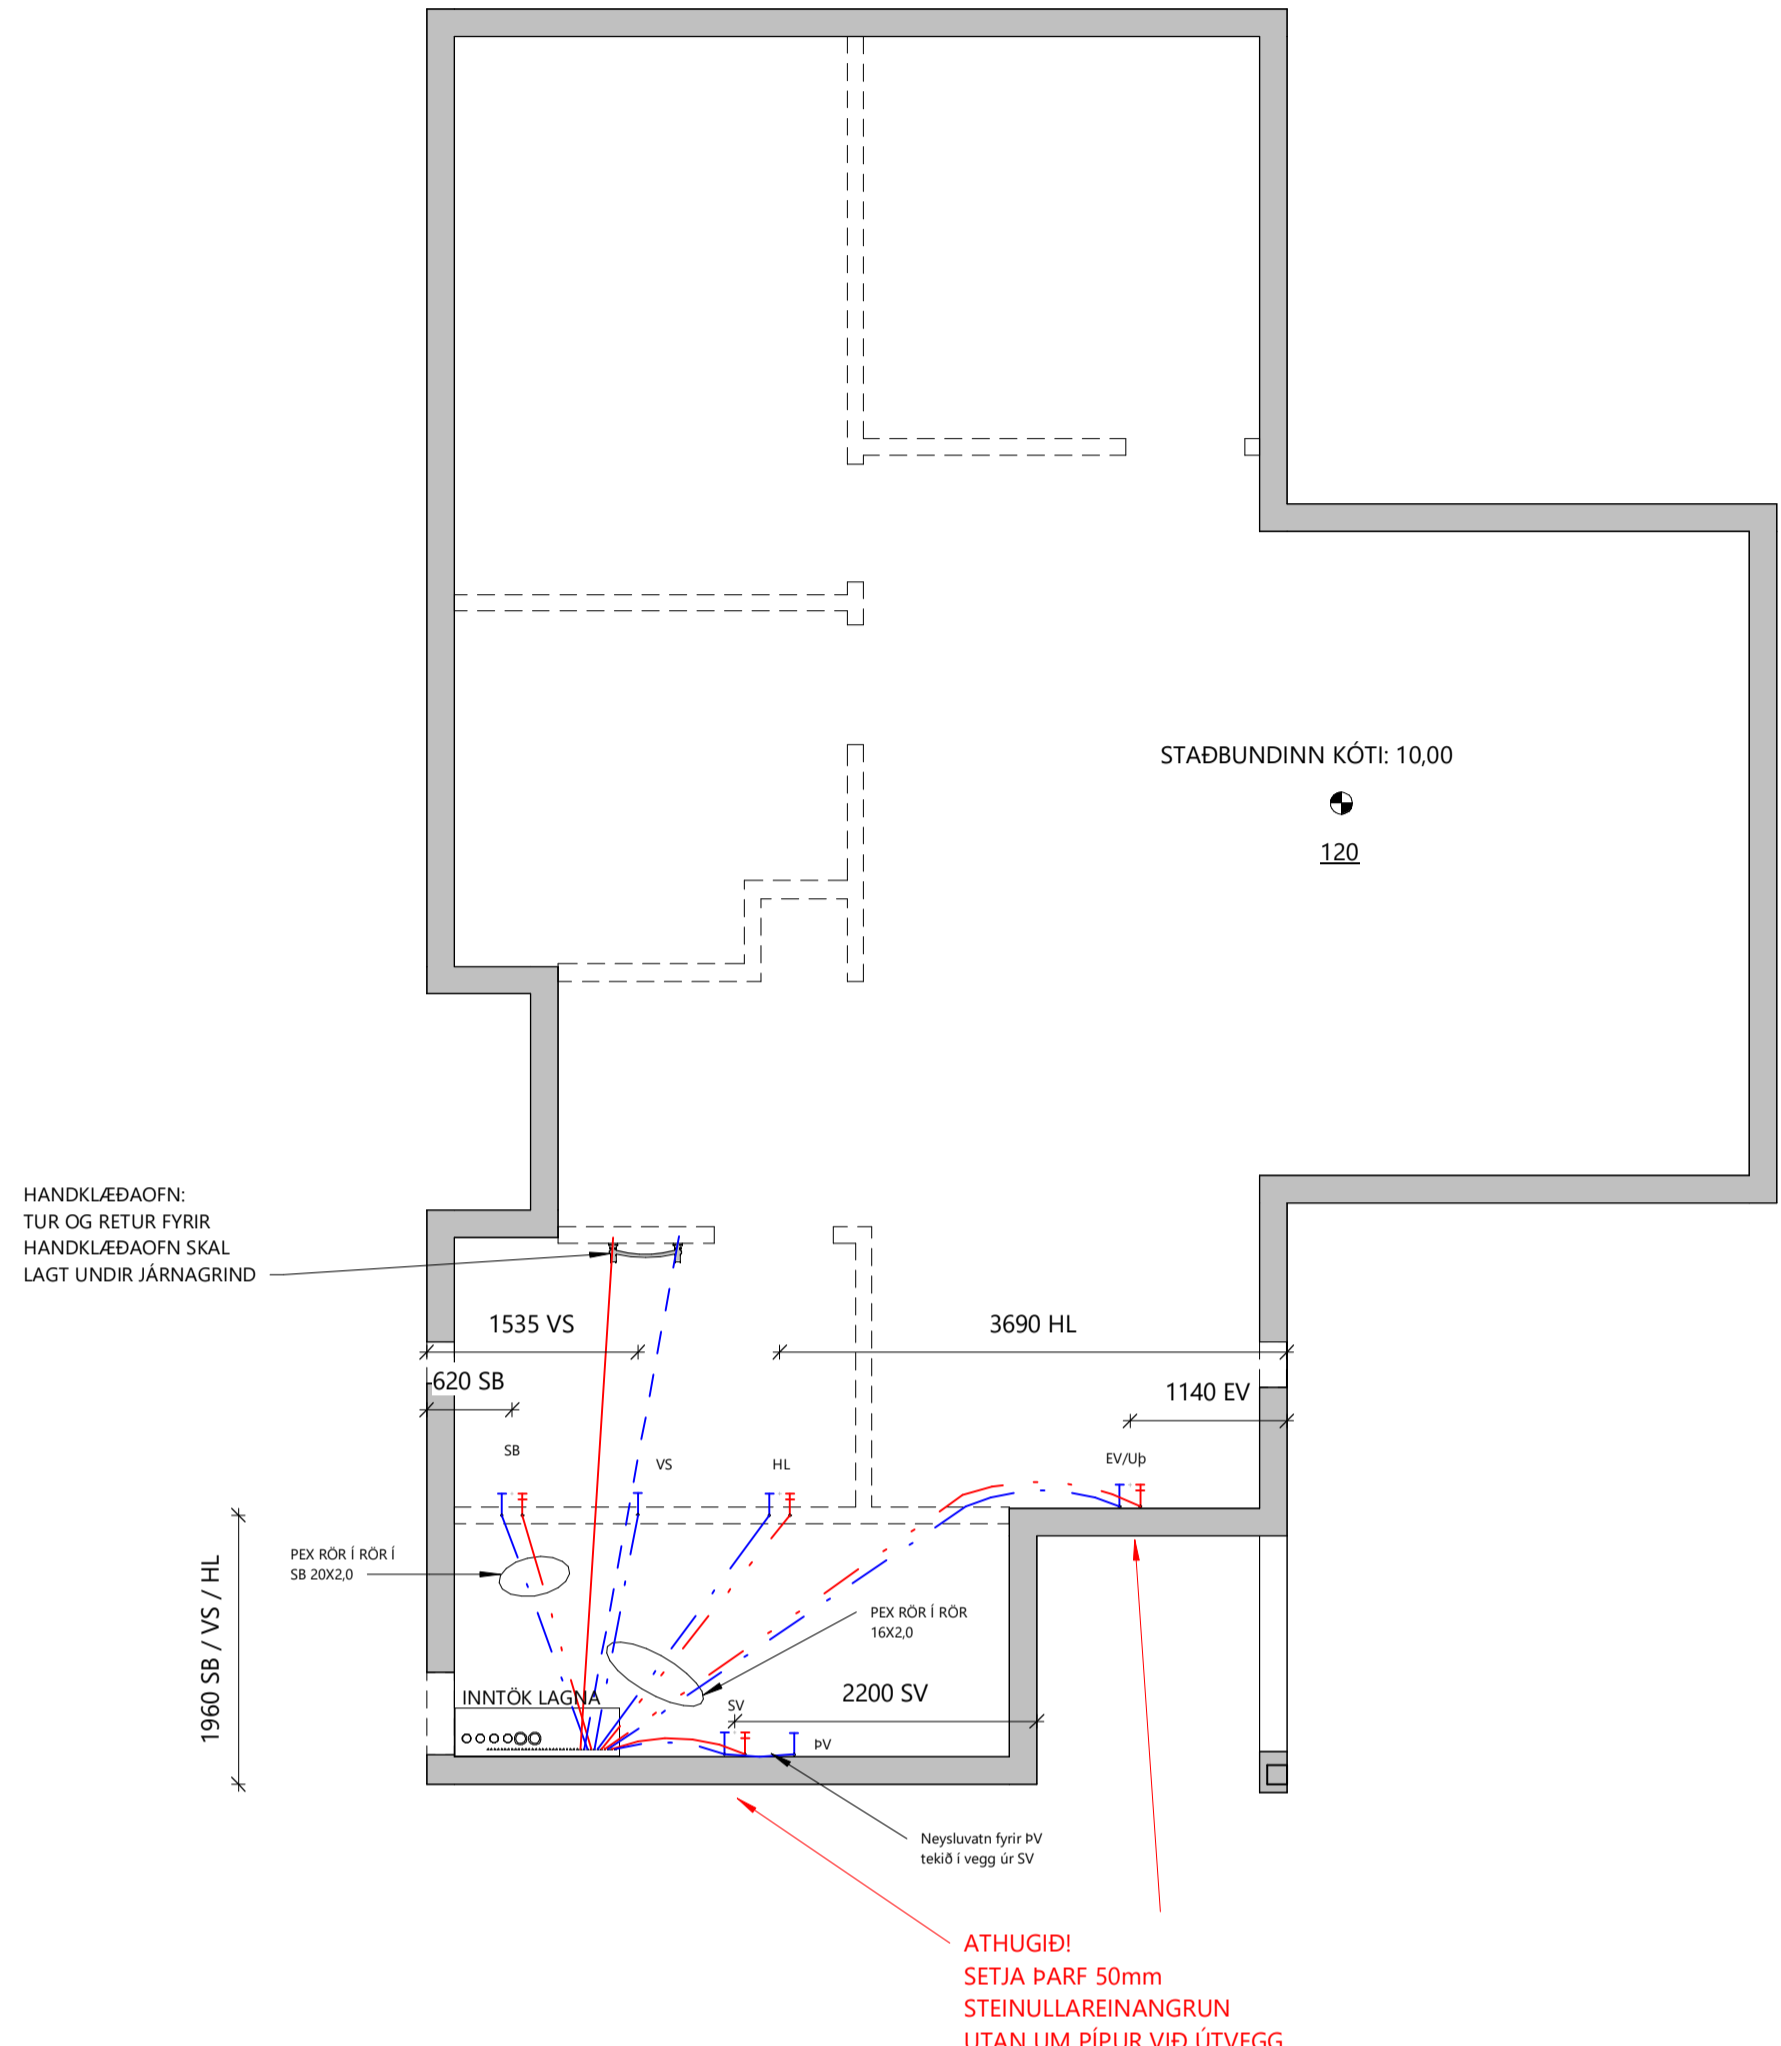 STAÐBUNDINN KÓTI: 10,00
120
HANDKLÆÐAOFN:
TUR OG RETUR FYRIR
HANDKLÆÐAOFN SKAL
LAGT UNDIR JÁRNAGRIND
1535 VS
3690 HL
620 SB
1140 EV
SB
VS
HL
EV/Uþ
PEX RÖR Í RÖR Í
SB 20X2,0
1960 SB / VS / HL
PEX RÖR Í RÖR
16X2,0
INNTÖK LAGNA
2200 SV
SV
ÞV
Neysluvatn fyrir ÞV
tekið í vegg úr SV
ATHUGIÐ!
SETJA ÞARF 50mm
STEINULLAREINANGRUN
UTAN UM PÍPUR VIÐ ÚTVEGG